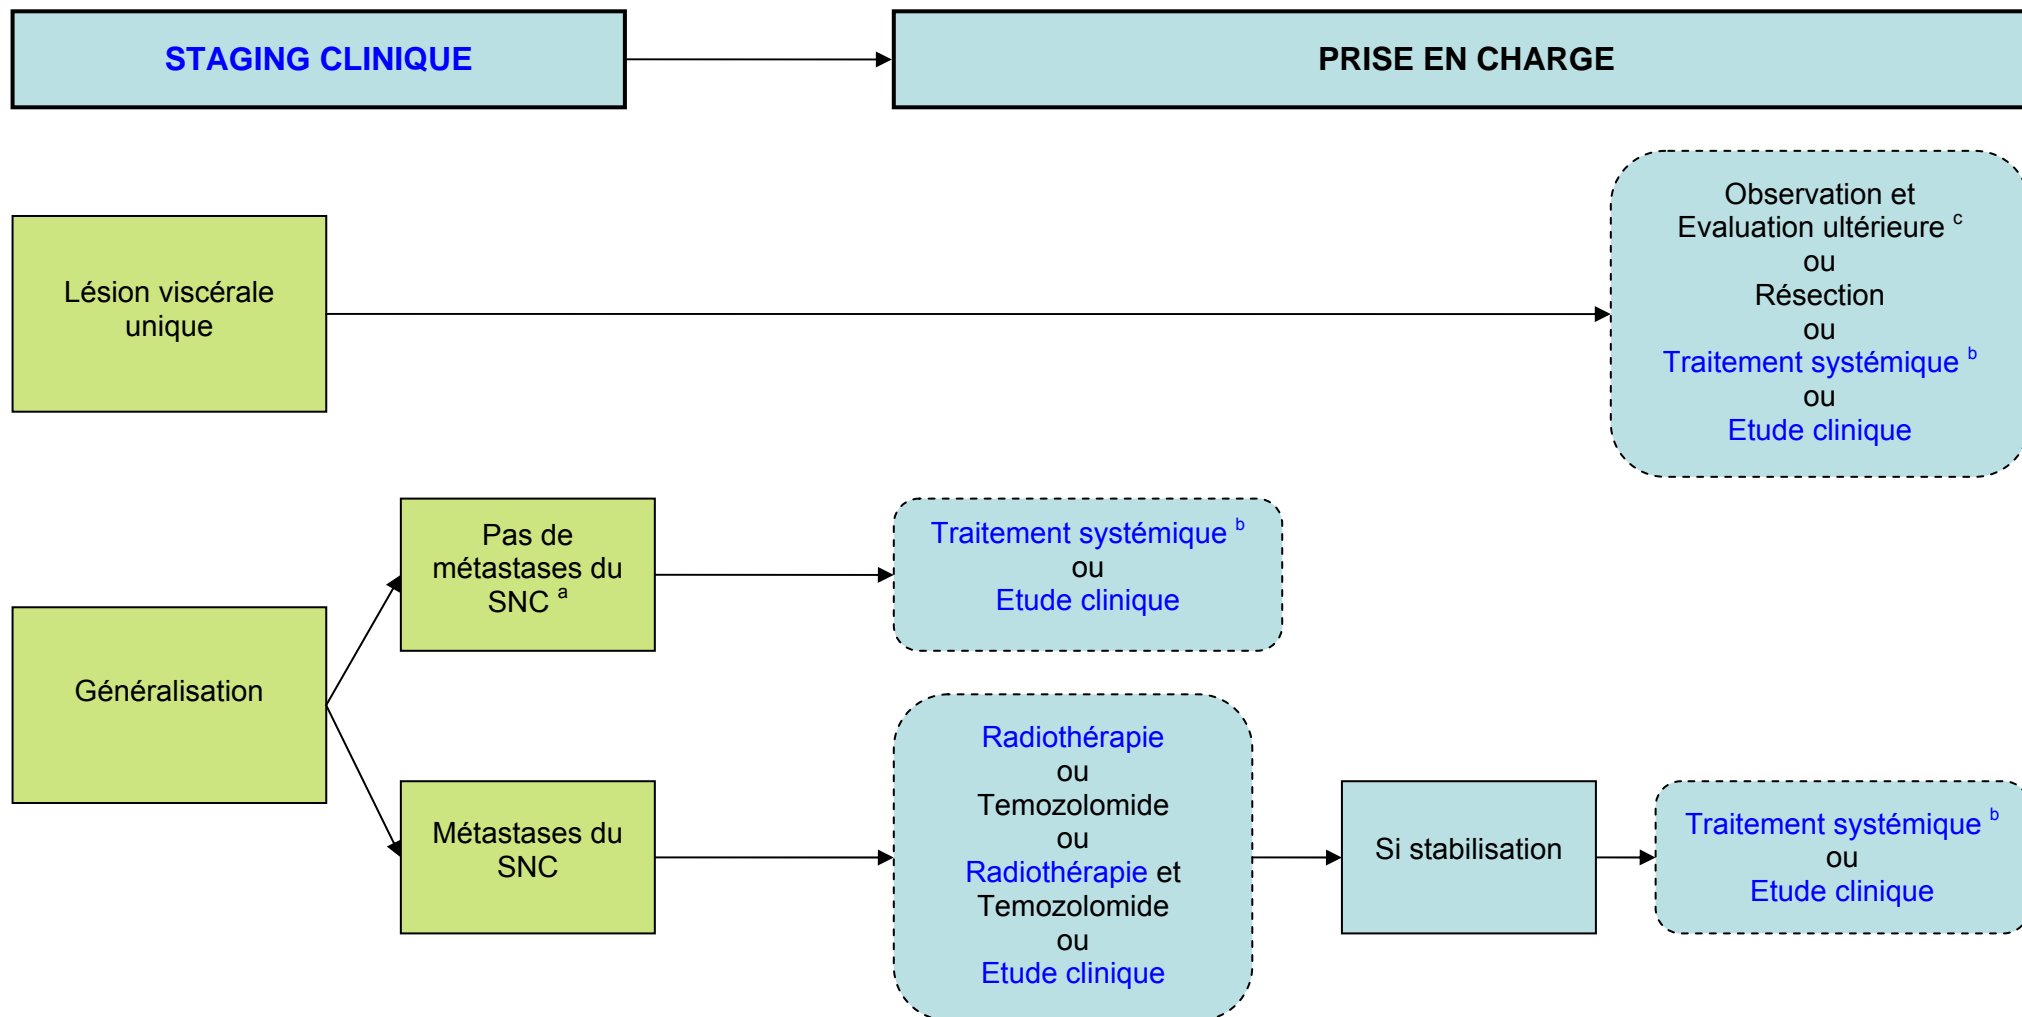 STAGING CLINIQUE
PRISE EN CHARGE
Lésion viscérale
unique
Observation et
Evaluation ultérieure c
ou
Résection
ou
Traitement systémique b
ou
Etude clinique
Généralisation
Pas de
métastases du
SNC a
Traitement systémique b
ou
Etude clinique
Métastases du
SNC
Radiothérapie
ou
Temozolomide
ou
Radiothérapie et
Temozolomide
ou
Etude clinique
Si stabilisation
Traitement systémique b
ou
Etude clinique